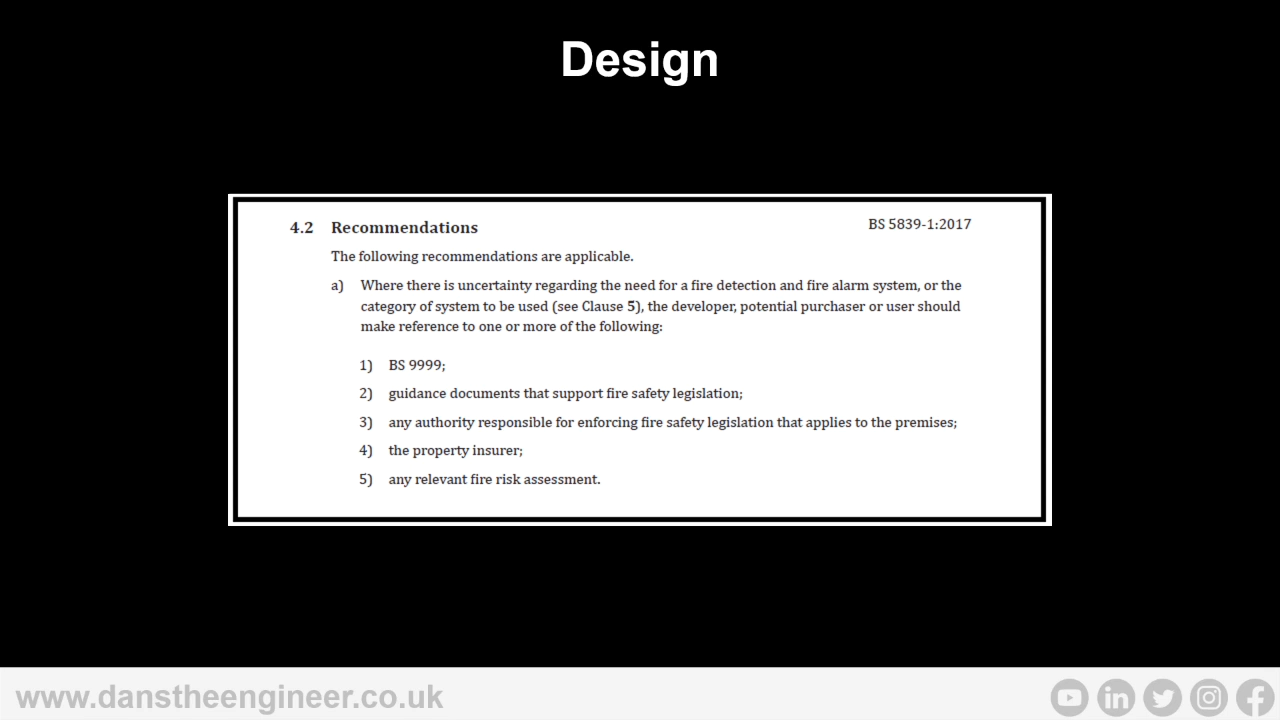 Design
4.2 Recommendations
BS 5839-1:2017
The following recommendations are applicable.
a) Where there is uncertainty regarding the need for a fire detection and fire alarm system, or the
category of system to be used (see Clause 5), the developer, potential purchaser or user should
make reference to one or more of the following:
1) BS 9999;
2) guidance documents that support fire safety legislation;
3) any authority responsible for enforcing fire safety legislation that applies to the premises;
4) the property insurer;
5) any relevant fire risk assessment.
www.danstheengineer.co.uk